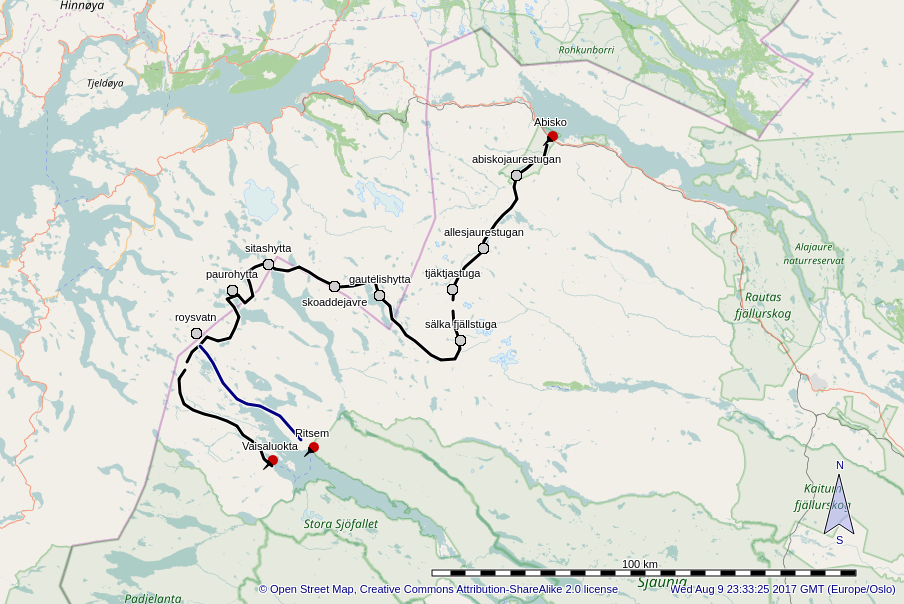 Hinnøya
Rohkunborri
Tjeldøya
Abisko
abiskojaurestugan
allesjaurestugan
Alajaure
naturreservat
sitashytta
tjäktjastuga
paurohytta
gautelishytta
skoaddejavre
Rautas
fjällurskog
roysvatn
sälka fjällstuga
Ritsem
Vaisaluokta
N
Kaitum
fjällurskog
S
Stora Sjöfallet
100 km
Sjaunja
© Open Street Map, Creative Commons Attribution-ShareAlike 2.0 license
Wed Aug 9 23:33:25 2017 GMT (Europe/Oslo)
Padjelanta